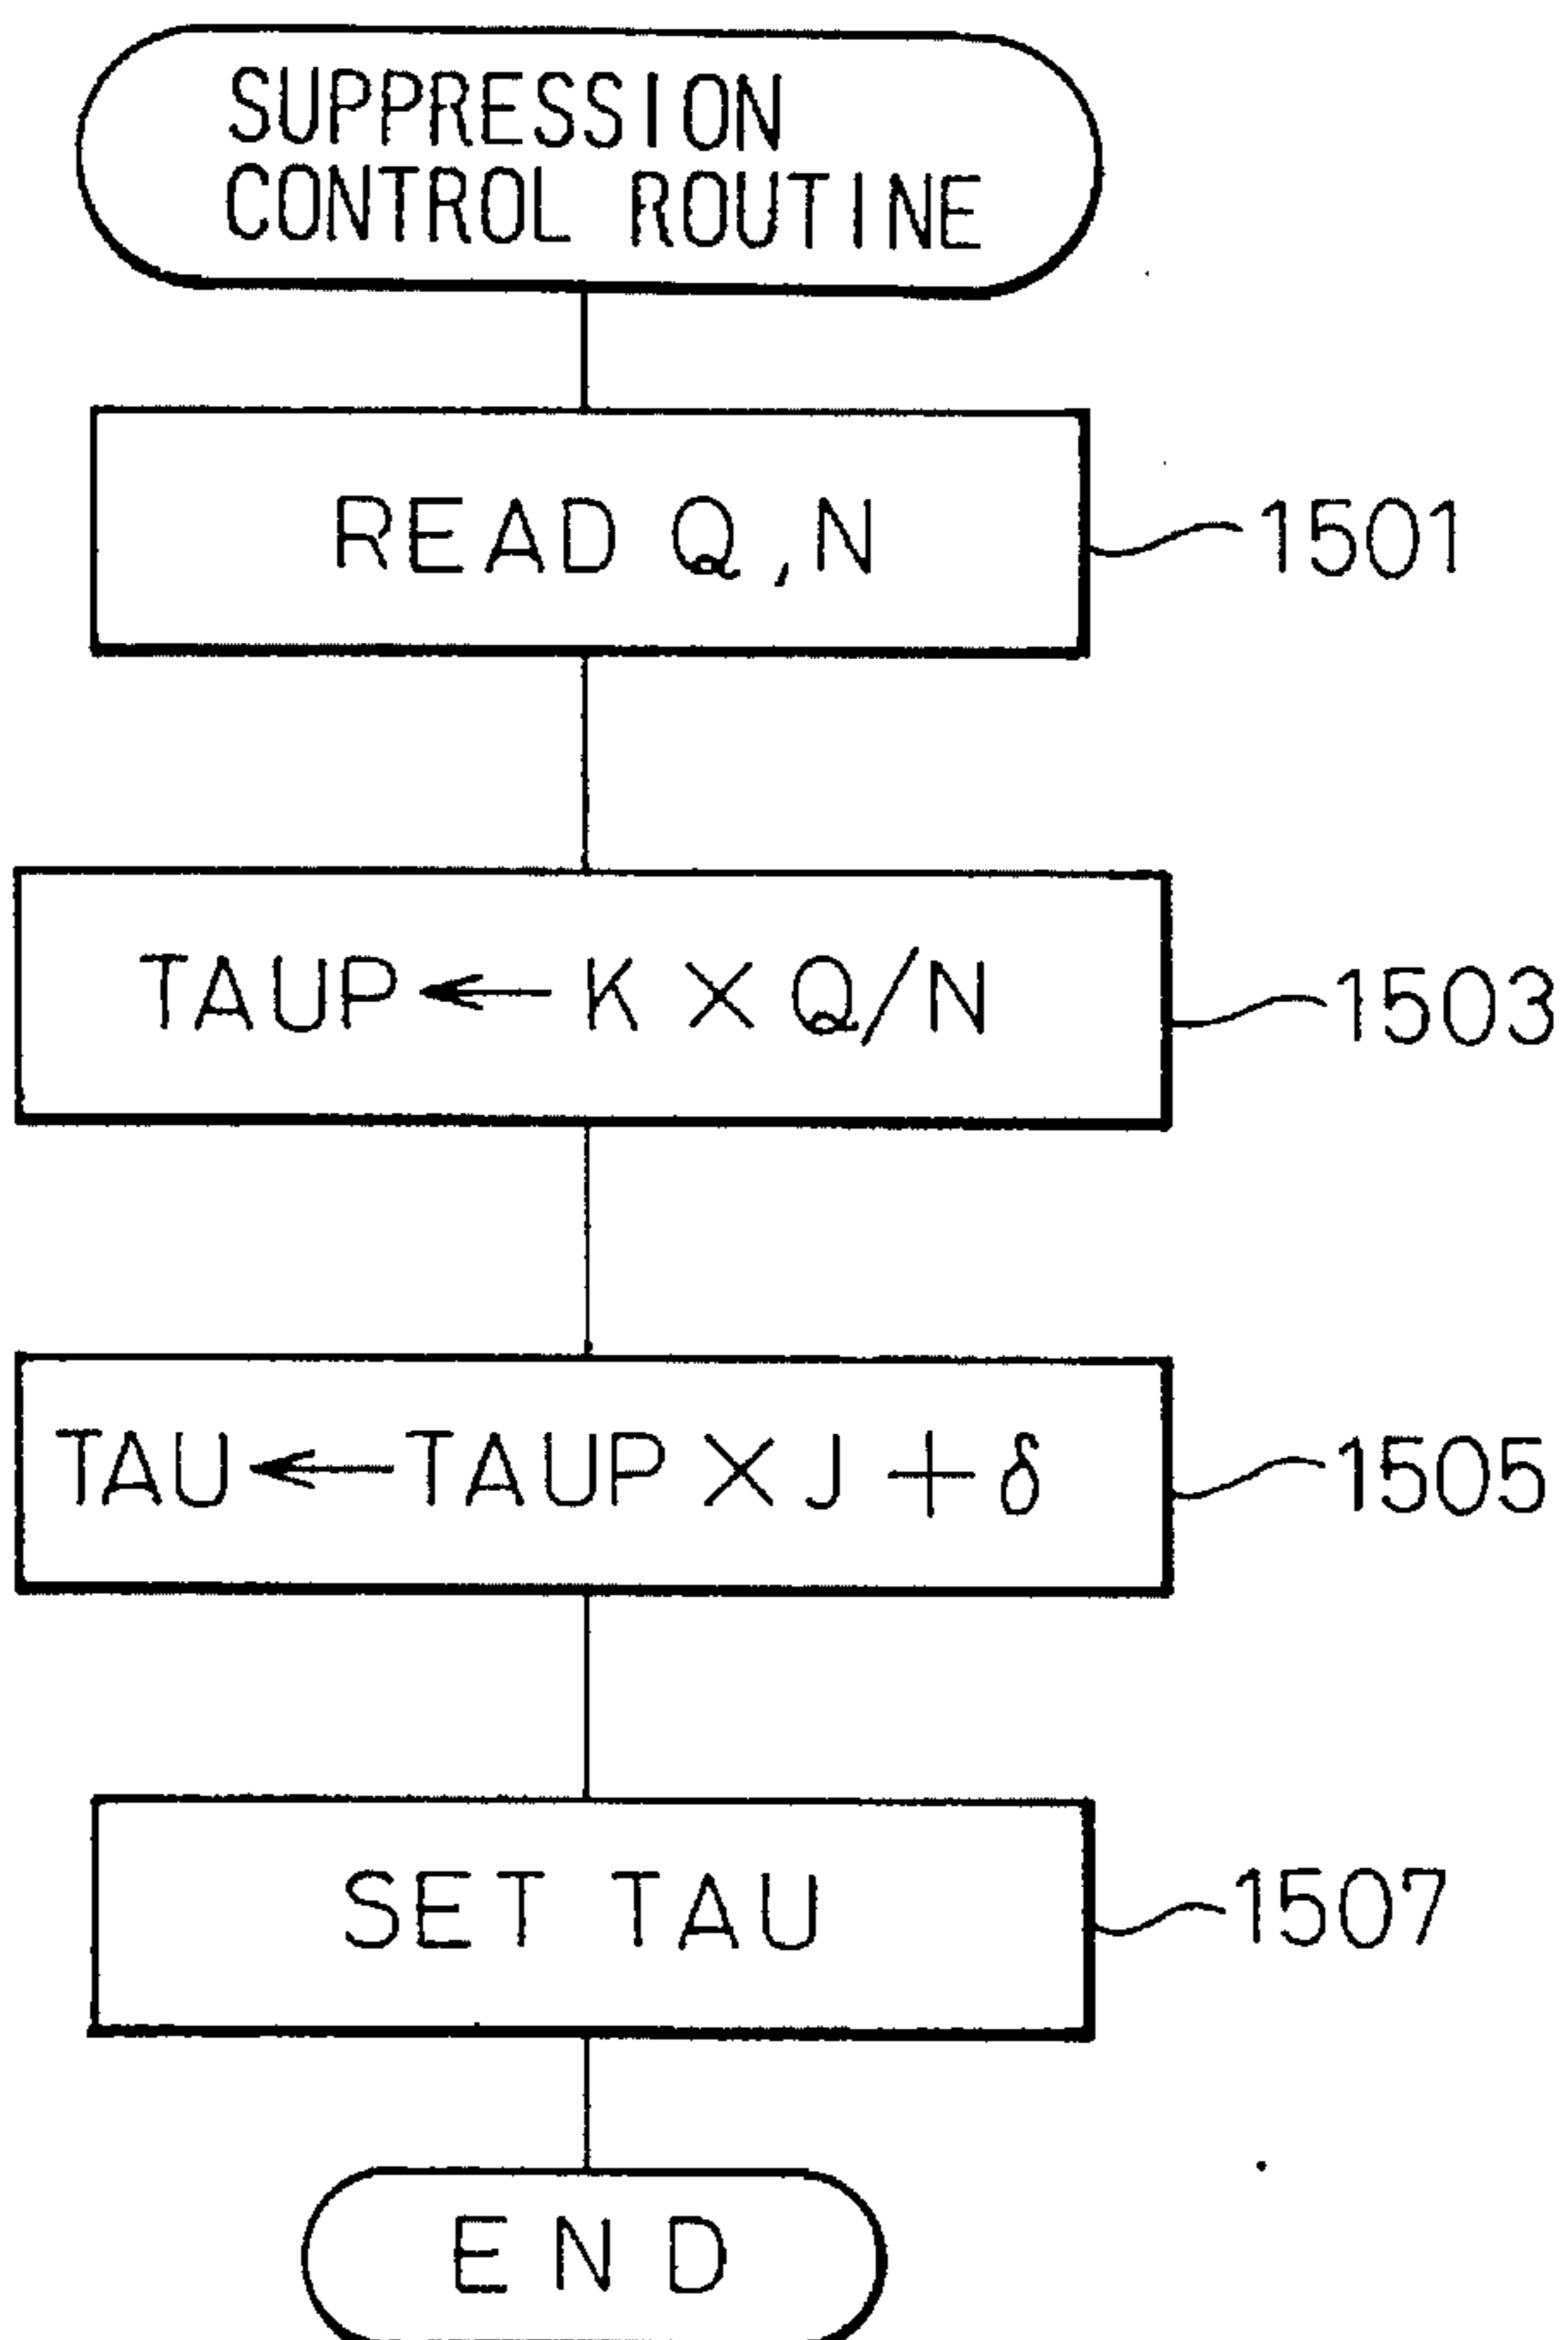 SUPPRESSION
CONTROL ROUTINE
READ Q,N
1501
TAUP ← K × Q/N
1503
TAU ← TAUP × J + δ
1505
SET TAU
1507
END